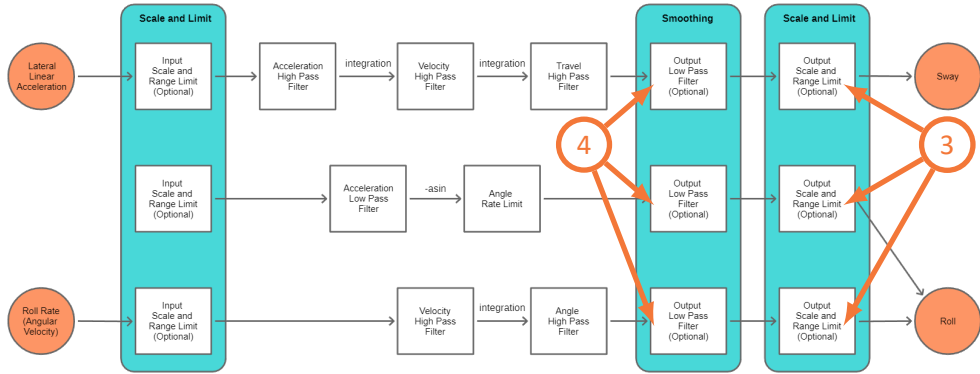 Scale and Limit
Smoothing
Scale and Limit
Lateral
Linear
Acceleration
Input
Scale and
Range Limit
(Optional)
Acceleration
High Pass
Filter
integration
Velocity
High Pass
Filter
integration
Travel
High Pass
Filter
Output
Low Pass
Filter
(Optional)
Output
Scale and
Range Limit
(Optional)
Sway
4
3
Input
Scale and
Range Limit
(Optional)
Acceleration
Low Pass
Filter
-asin
Angle
Rate Limit
Output
Low Pass
Filter
(Optional)
Output
Scale and
Range Limit
(Optional)
Roll Rate
(Angular
Velocity)
Input
Scale and
Range Limit
(Optional)
Velocity
High Pass
Filter
integration
Angle
High Pass
Filter
Output
Low Pass
Filter
(Optional)
Output
Scale and
Range Limit
(Optional)
Roll